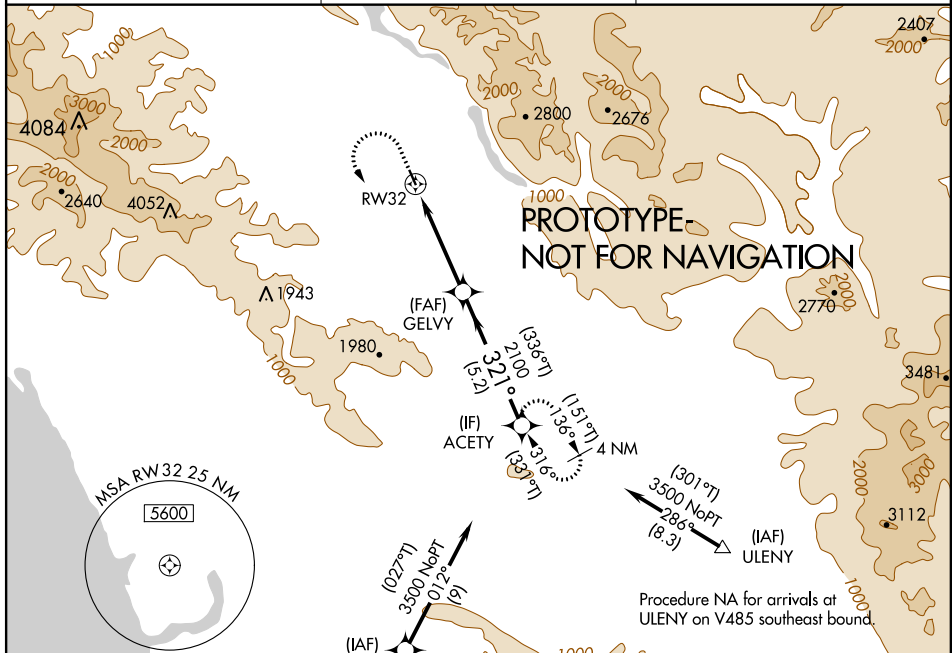 2407
2000
1000
3000
4084
2000
2000
2640
4052
2000
2800
2000
2676
RW32
1000
PROTOTYPE-
NOT FOR NAVIGATION
1943
(FAF)
GELVY
2000
2770
1980
1000
(336°T)
2100
321°
(5.2)
3481
(IF)
ACETY
(151°T)
136°
316°
(331°T)
4 NM
MSA RW32 25 NM
5600
(301°T)
3500 NoPT
286°
(8.3)
(IAF)
ULENY
2000
3000
3112
(027°T)
3500 NoPT
012°
(9)
1000
Procedure NA for arrivals at
ULENY on V485 southeast bound.
(IAF)